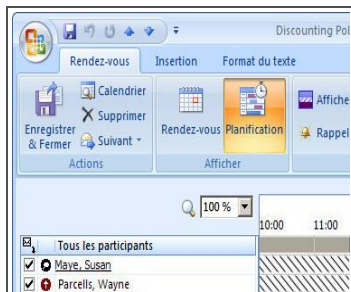 Discounting Pol
Rendez-vous Insertion Format du texte
Calendrier
Supprimer
Suivant
Enregistrer
& Fermer
Rendez-vous Planification
Affiche
Rappel
Actions Afficher
100 %
10:00 11:00
Tous les participants
Maye, Susan
Parcells, Wayne